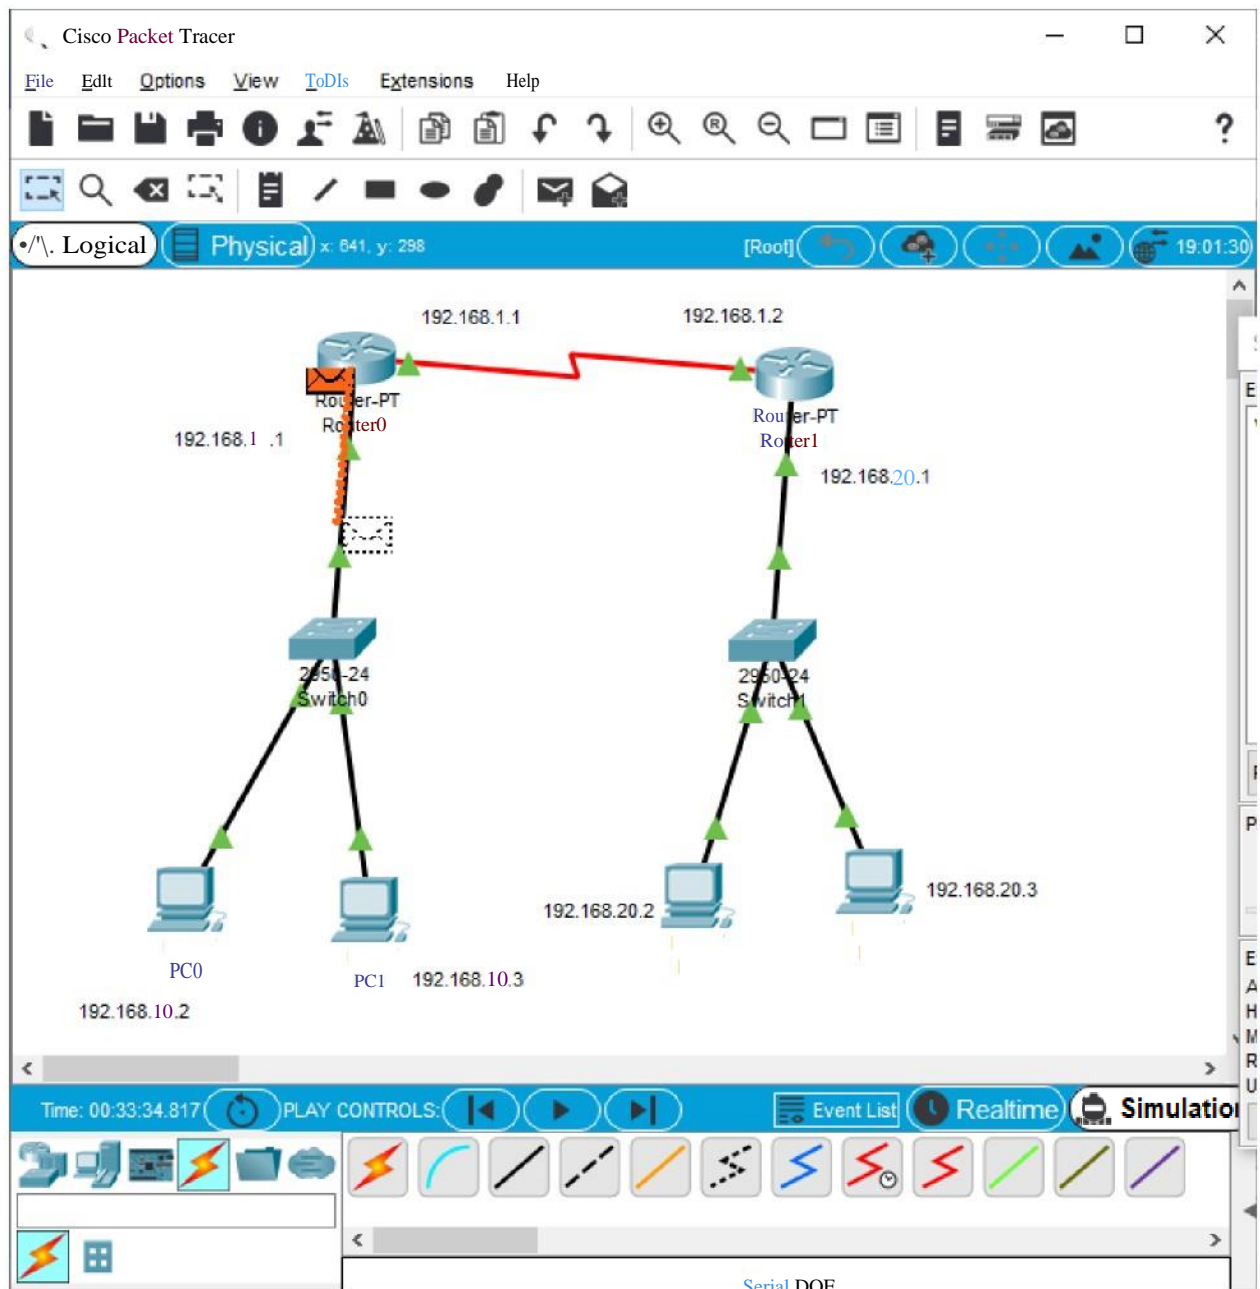 Cisco Packet Tracer
File Edlt Options View ToDIs Extensions Help
?
•/'\. Logical Physical x: 641, y: 298 [Root] 19:01:30
192.168.1.1 192.168.1.2
Router-PT
Router0
Router-PT
Router1
192.168.1 .1
192.168.20.1
2950-24
Switch0
2950-24
Switch1
192.168.20.2
192.168.20.3
PC0
PC1
192.168.10.3
192.168.10.2
E
P
E
A
H
M
R
U
Time: 00:33:34.817 PLAY CONTROLS: Event List Realtime Simulatio
Serial DOE